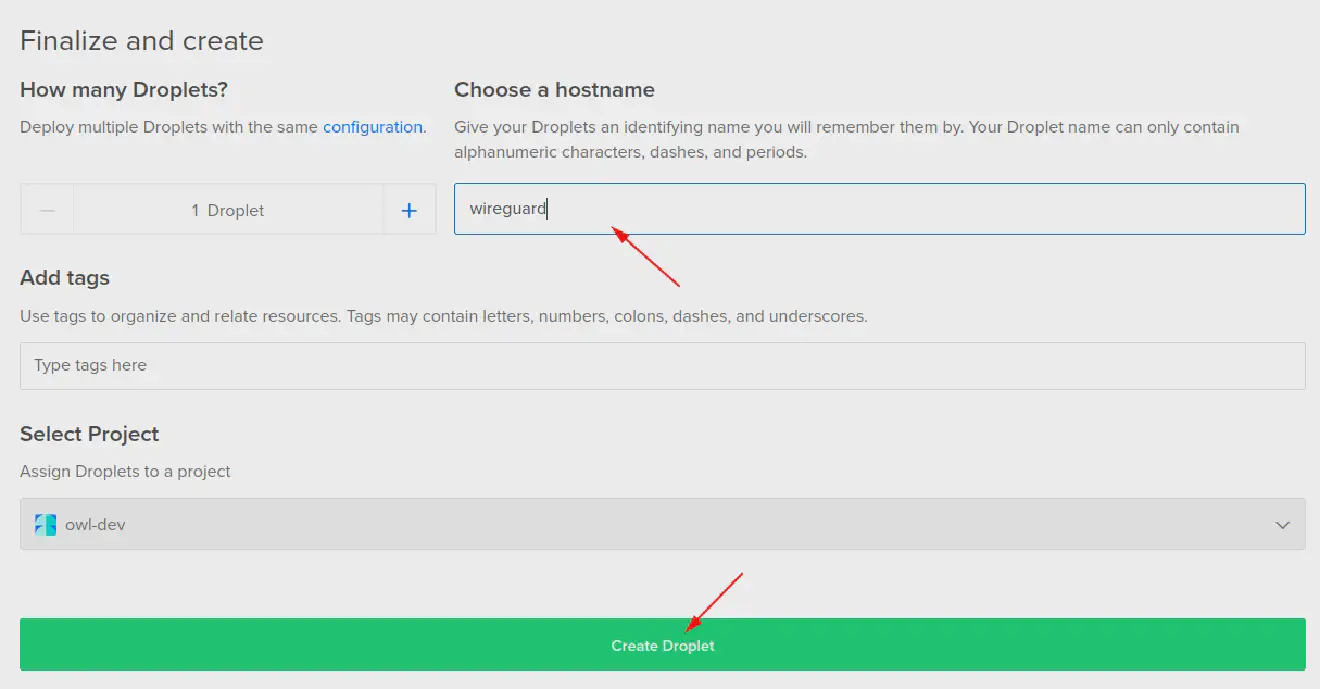 Finalize and create
How many Droplets?
Deploy multiple Droplets with the same configuration.
1 Droplet
Choose a hostname
Give your Droplets an identifying name you will remember them by. Your Droplet name can only contain
alphanumeric characters, dashes, and periods.
wireguard
Add tags
Use tags to organize and relate resources. Tags may contain letters, numbers, colons, dashes, and underscores.
Type tags here
Select Project
Assign Droplets to a project
owl-dev
Create Droplet